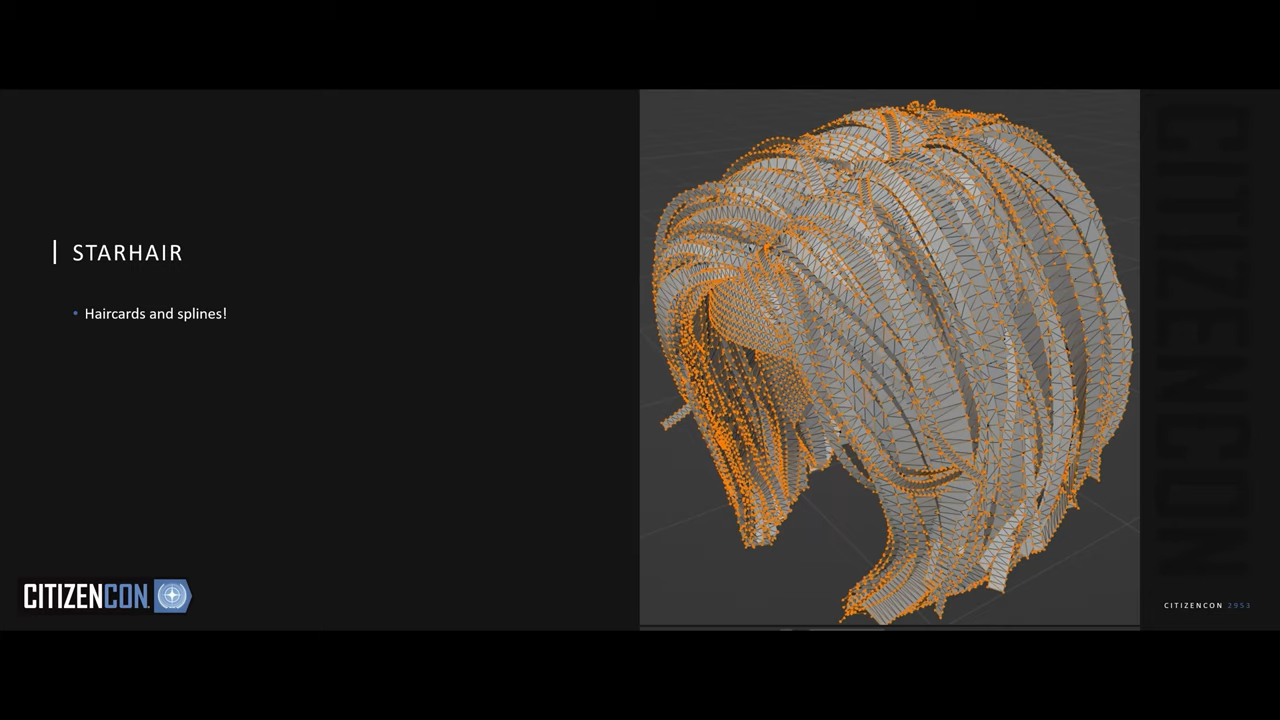 STARHAIR
• Haircards and splines!
CITIZENCON
CITIZENCON
CITIZENCON 2953